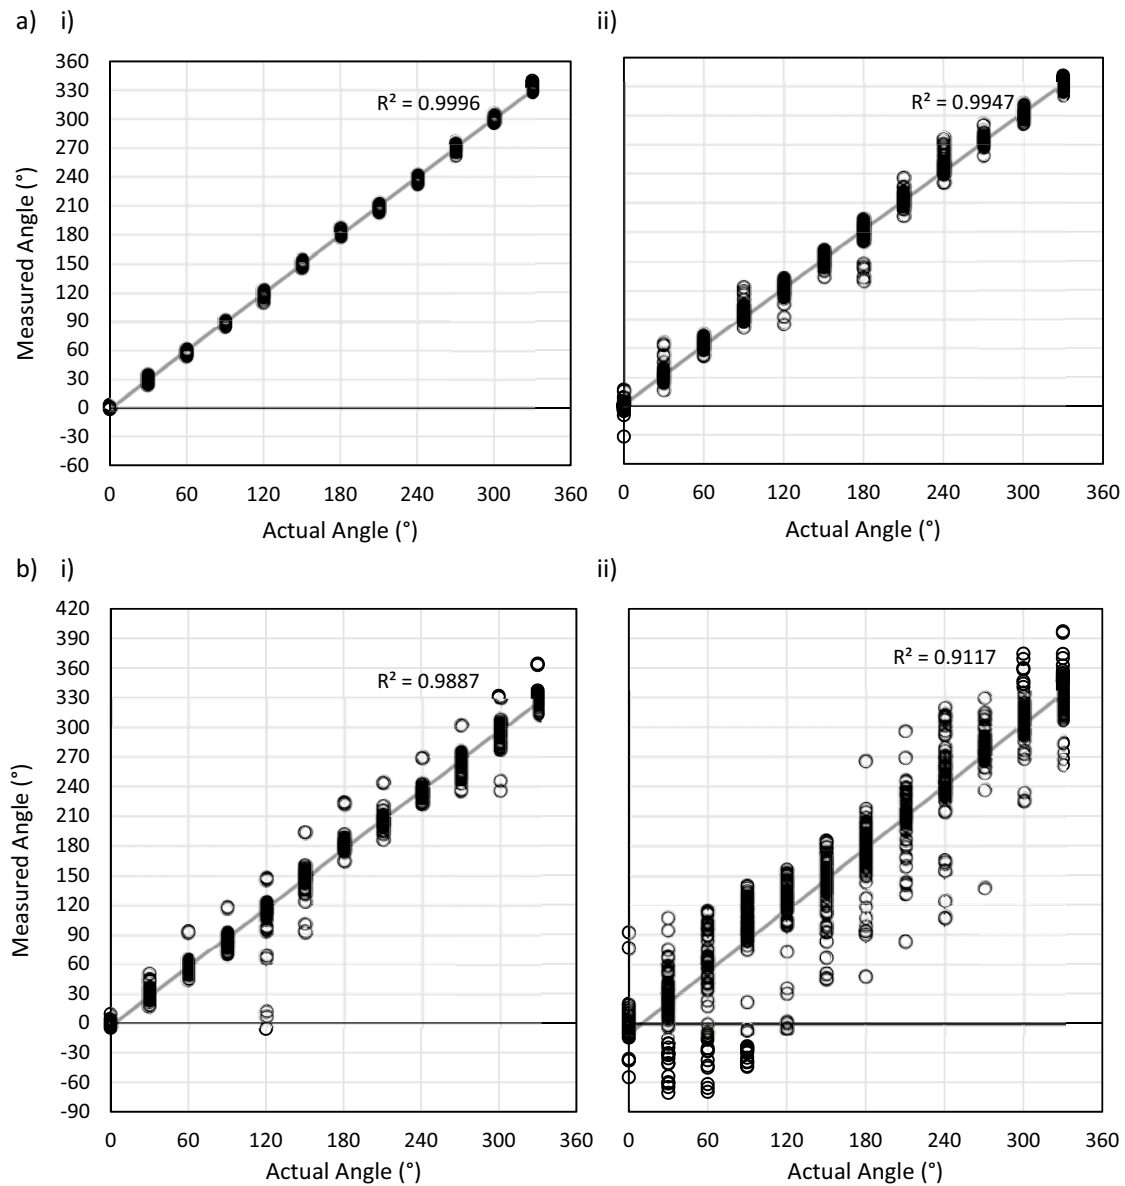 a) i)
ii)
360
330
300
270
240
210
180
150
120
90
60
30
0
-30
-60
Measured Angle (°)
R² = 0.9996
R² = 0.9947
0 60 120 180 240 300 360
0 60 120 180 240 300 360
Actual Angle (°)
Actual Angle (°)
b) i)
ii)
420
390
360
330
300
270
240
210
180
150
120
90
60
30
0
-30
-60
-90
Measured Angle (°)
R² = 0.9887
R² = 0.9117
0 60 120 180 240 300 360
0 60 120 180 240 300 360
Actual Angle (°)
Actual Angle (°)